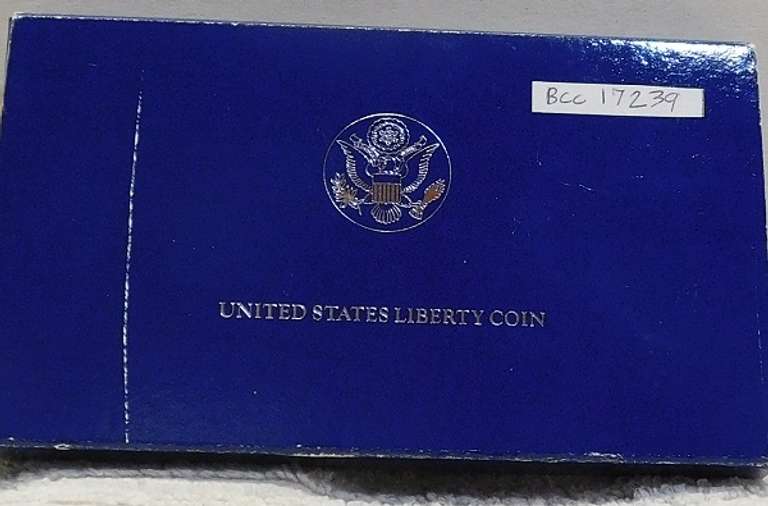 BCC 17239
UNITED STATES LIBERTY COIN